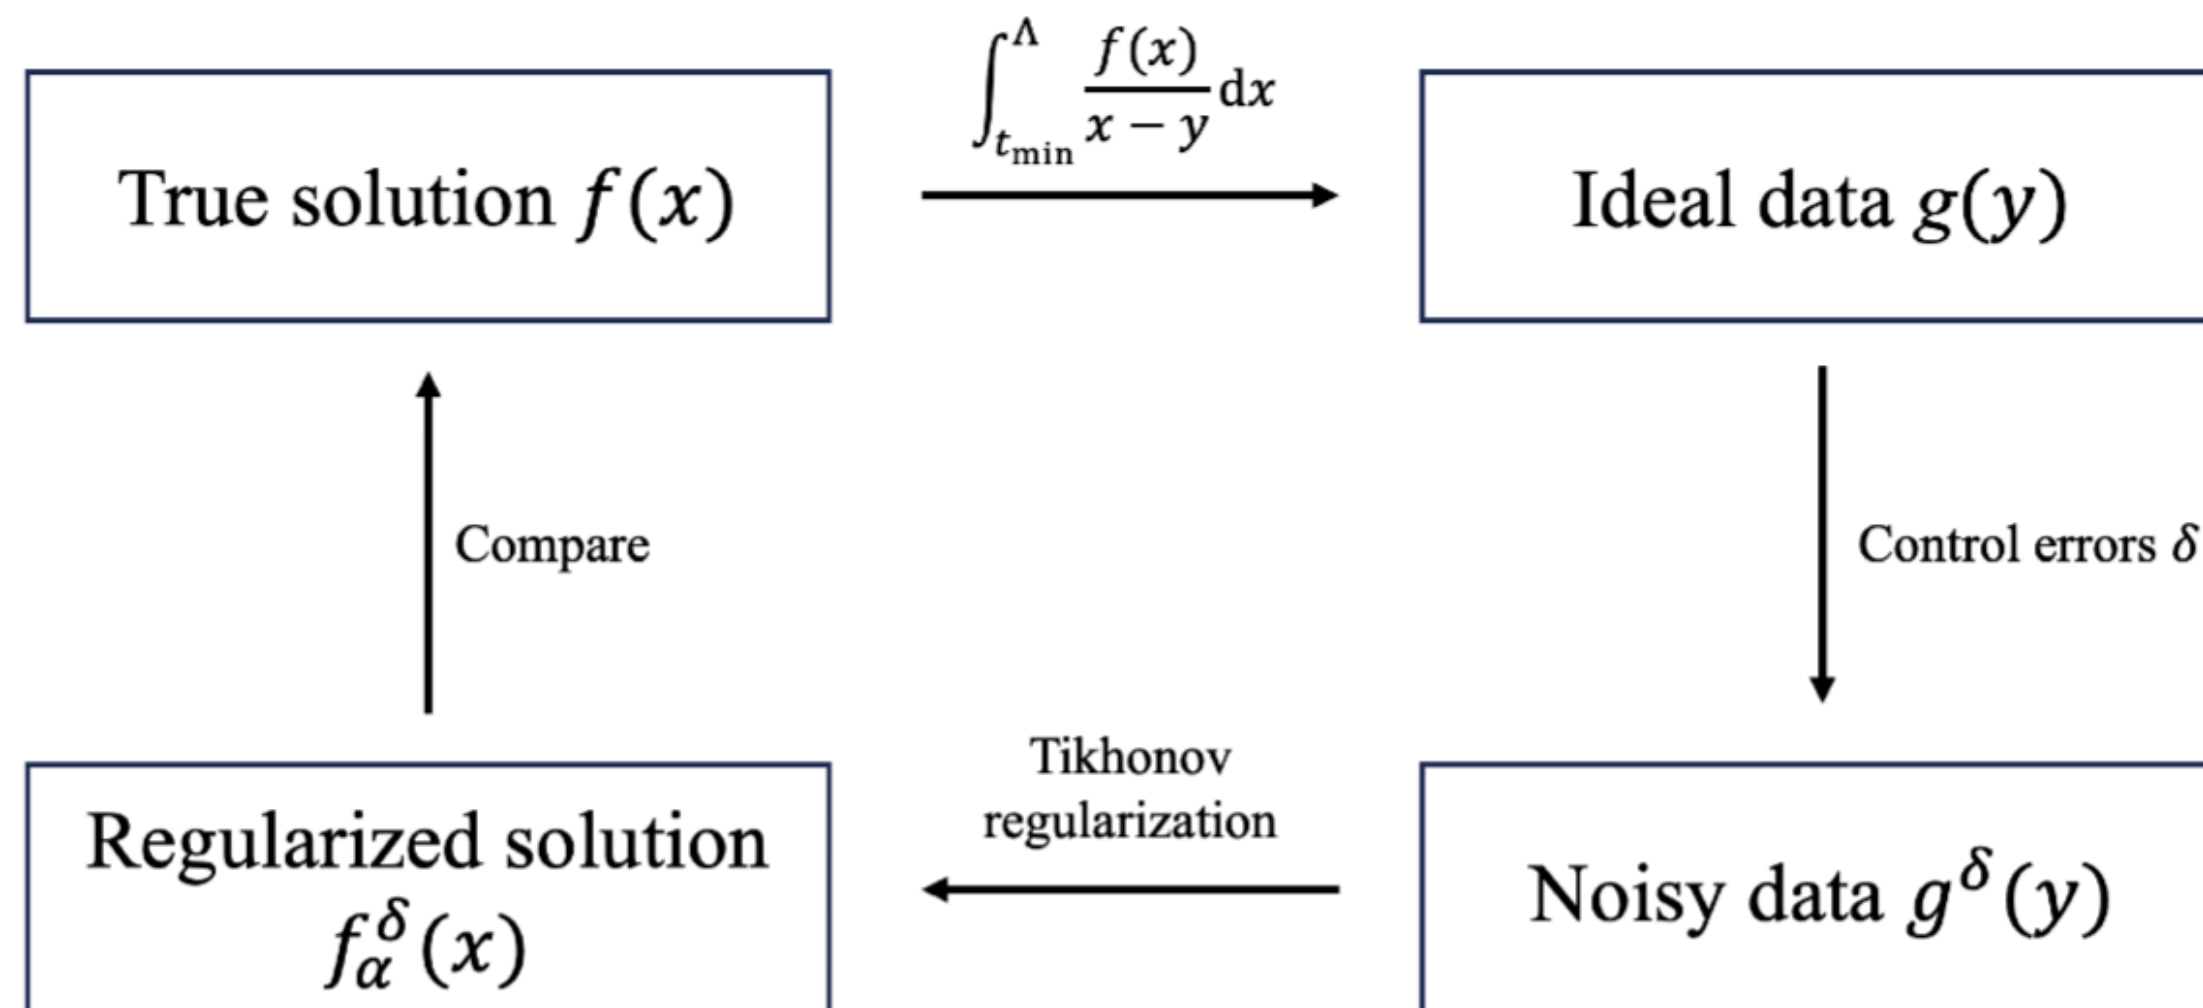 True solution f(x)
∫_{t_min}^{Λ} f(x)/(x − y) dx
Ideal data g(y)
Compare
Control errors δ
Regularized solution
f_α^δ(x)
Tikhonov
regularization
Noisy data g^δ(y)